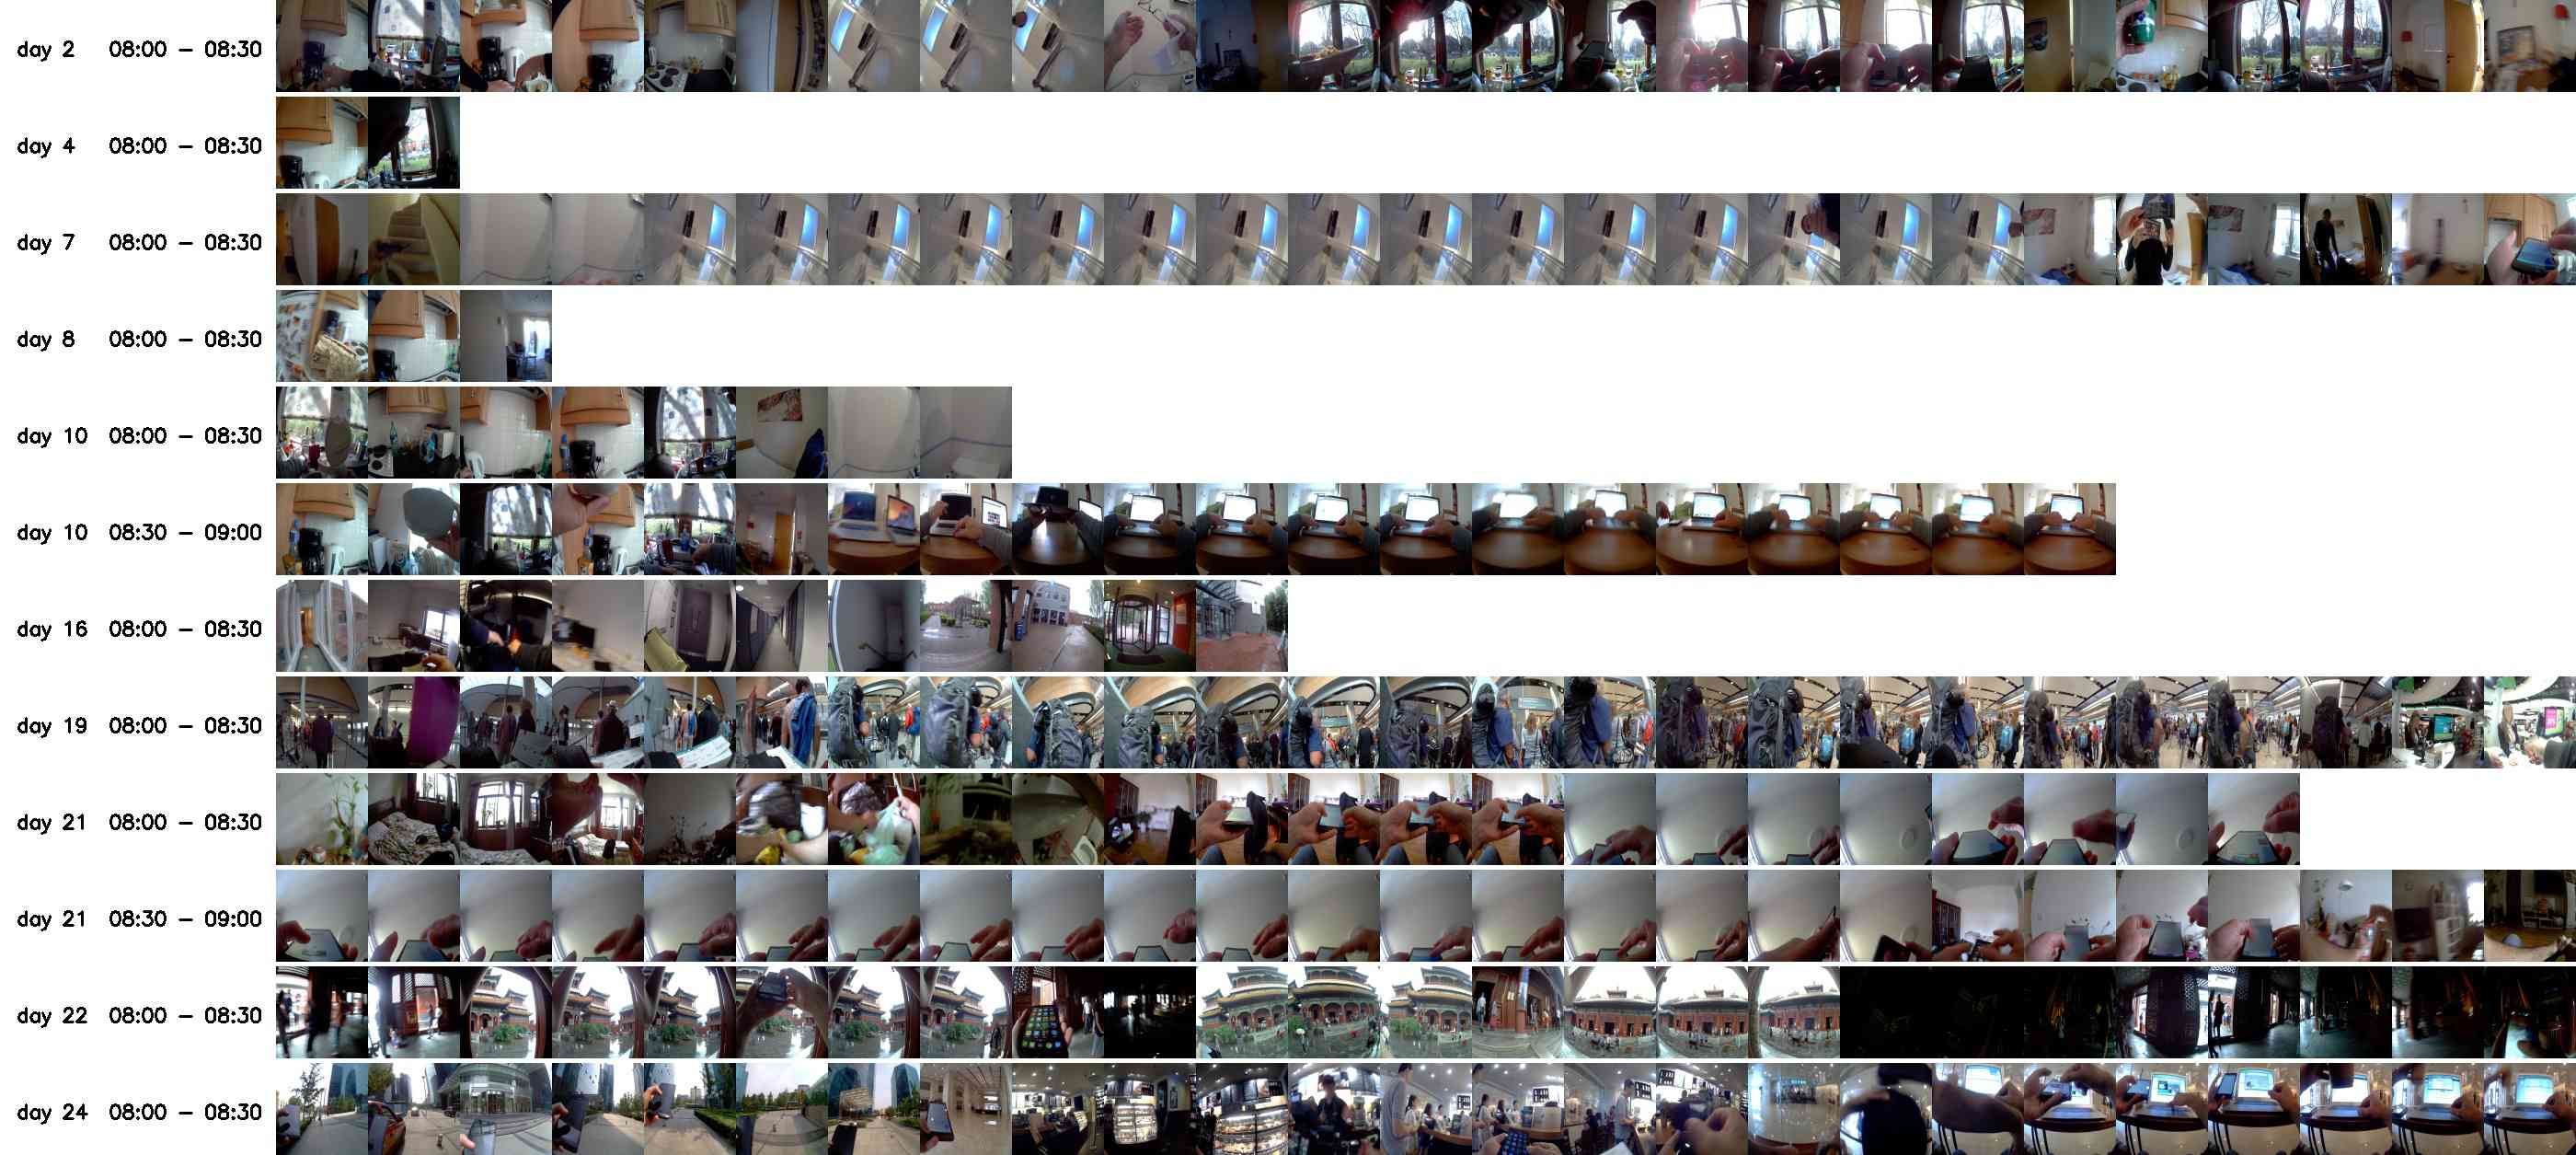 day 2 08:00 - 08:30
day 4 08:00 - 08:30
day 7 08:00 - 08:30
day 8 08:00 - 08:30
day 10 08:00 - 08:30
day 10 08:30 - 09:00
day 16 08:00 - 08:30
day 19 08:00 - 08:30
day 21 08:00 - 08:30
day 21 08:30 - 09:00
day 22 08:00 - 08:30
day 24 08:00 - 08:30